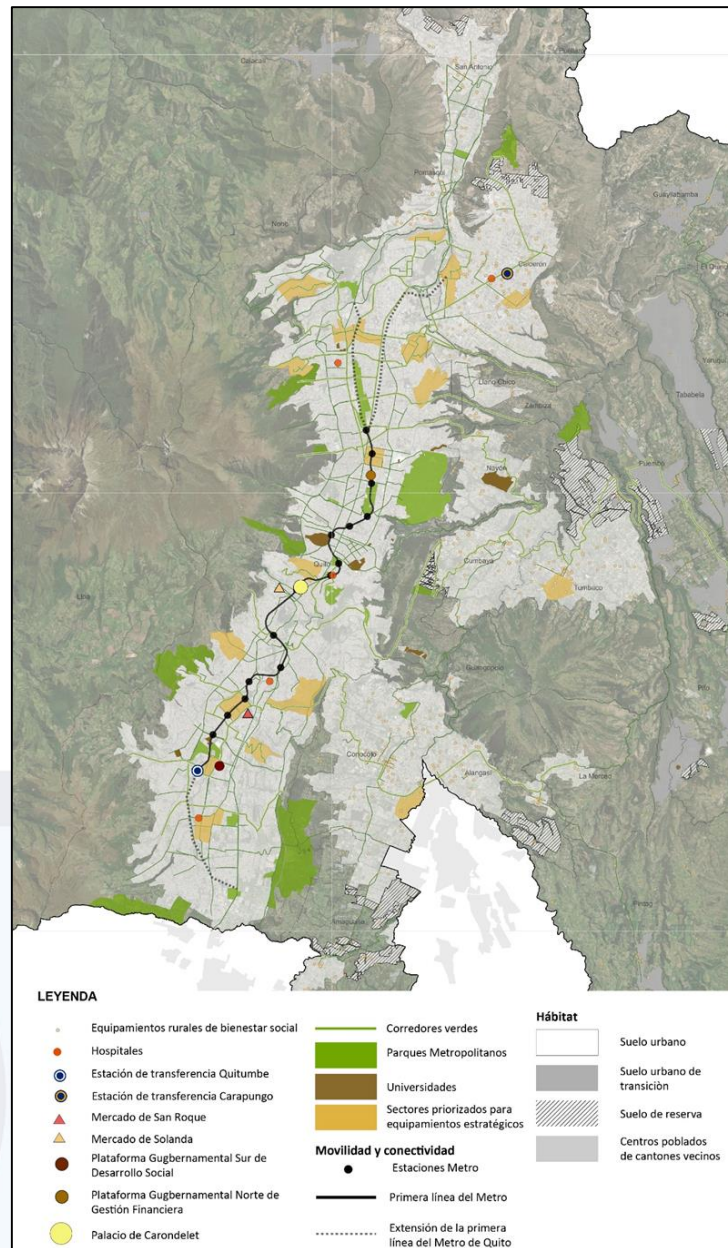 San Antonio
Calacalí
Pomasqui
Nono
Guayllabamba
Calderón
Llano Chico
Zámbiza
Tababela
Nayón
Puembo
Quito
Cumbayá
Tumbaco
Lloa
Guangopolo
Pifo
Conocoto
Alangasí
La Merced
Amaguaña
Pintag
LEYENDA
Equipamientos rurales de bienestar social
Hospitales
Estación de transferencia Quitumbe
Estación de transferencia Carapungo
Mercado de San Roque
Mercado de Solanda
Plataforma Gugbernamental Sur de
Desarrollo Social
Plataforma Gugbernamental Norte de
Gestión Financiera
Palacio de Carondelet
Corredores verdes
Parques Metropolitanos
Universidades
Sectores priorizados para
equipamientos estratégicos
Movilidad y conectividad
Estaciones Metro
Primera línea del Metro
Extensión de la primera
línea del Metro de Quito
Hábitat
Suelo urbano
Suelo urbano de
transiciòn
Suelo de reserva
Centros poblados
de cantones vecinos